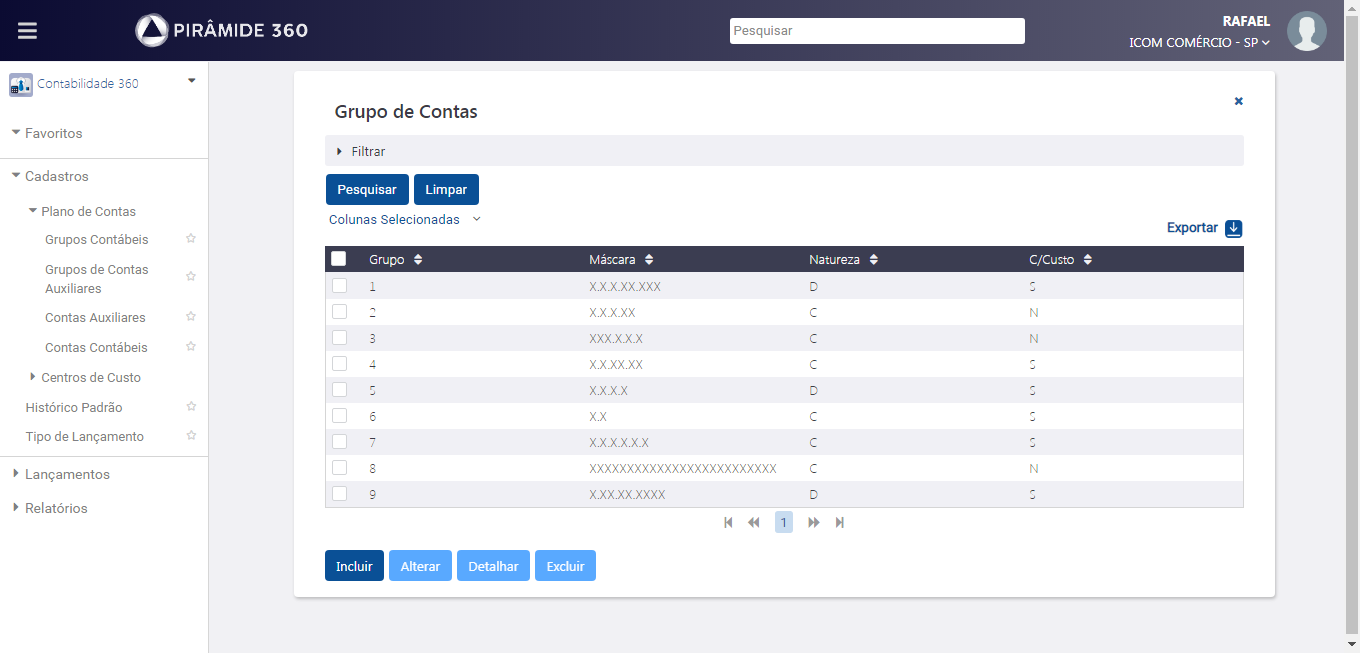 PIRÂMIDE 360
Pesquisar
RAFAEL
ICOM COMÉRCIO - SP
Contabilidade 360
Favoritos
Cadastros
Plano de Contas
Grupos Contábeis
Grupos de Contas
Auxiliares
Contas Auxiliares
Contas Contábeis
Centros de Custo
Histórico Padrão
Tipo de Lançamento
Lançamentos
Relatórios
Grupo de Contas
Filtrar
Pesquisar Limpar
Colunas Selecionadas
Exportar
Grupo Máscara Natureza C/Custo
1 X.X.X.XX.XXX D S
2 X.X.X.XX C N
3 XXX.X.X.X C N
4 X.X.XX.XX C S
5 X.X.X.X D S
6 X.X C S
7 X.X.X.X.X.X C S
8 XXXXXXXXXXXXXXXXXXXXXXXXX C N
9 X.XX.XX.XXXX D S
1
Incluir Alterar Detalhar Excluir